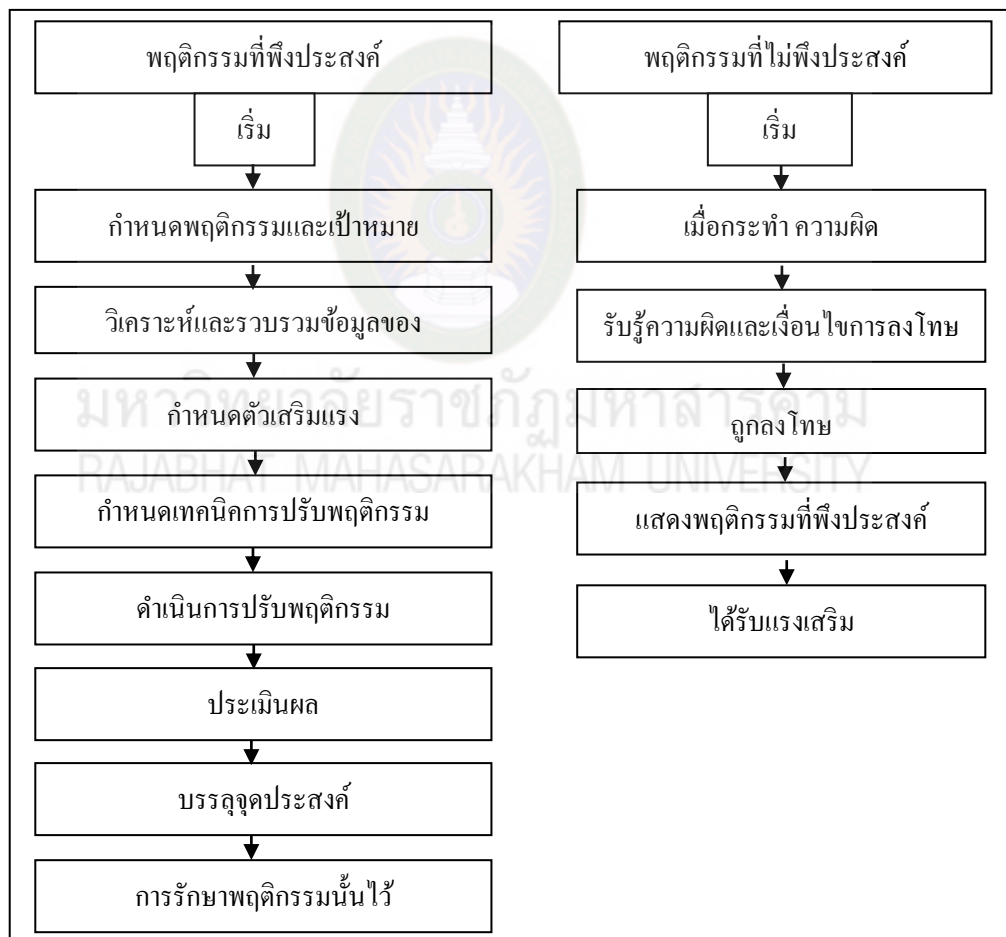 พฤติกรรมที่พึงประสงค์
เริ่ม
กำหนดพฤติกรรมและเป้าหมาย
วิเคราะห์และรวบรวมข้อมูลของ
กำหนดตัวเสริมแรง
กำหนดเทคนิคการปรับพฤติกรรม
ดำเนินการปรับพฤติกรรม
ประเมินผล
บรรลุจุดประสงค์
การรักษาพฤติกรรมนั้นไว้
พฤติกรรมที่ไม่พึงประสงค์
เริ่ม
เมื่อกระทำ ความผิด
รับรู้ความผิดและเงื่อนไขการลงโทษ
ถูกลงโทษ
แสดงพฤติกรรมที่พึงประสงค์
ได้รับแรงเสริม
มหาวิทยาลัยราชภัฏมหาสารคาม
RAJABHAT MAHASARAKHAM UNIVERSITY